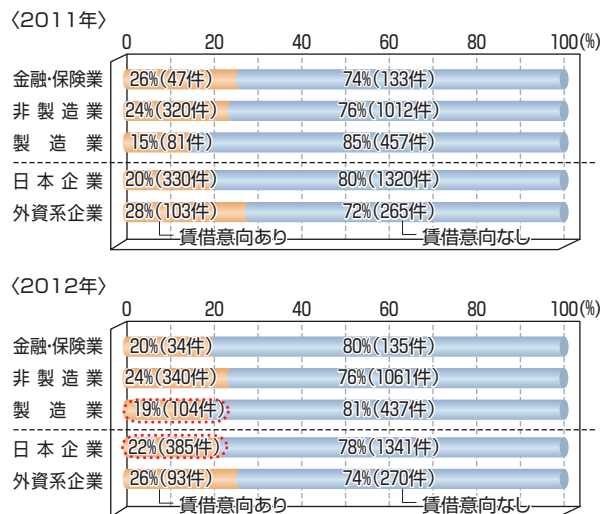 〈2011年〉
0 20 40 60 80 100(%)
金融・保険業 26%(47件) 74%(133件)
非製造業 24%(320件) 76%(1012件)
製造業 15%(81件) 85%(457件)
日本企業 20%(330件) 80%(1320件)
外資系企業 28%(103件) 72%(265件)
賃借意向あり 賃借意向なし
〈2012年〉
0 20 40 60 80 100(%)
金融・保険業 20%(34件) 80%(135件)
非製造業 24%(340件) 76%(1061件)
製造業 19%(104件) 81%(437件)
日本企業 22%(385件) 78%(1341件)
外資系企業 26%(93件) 74%(270件)
賃借意向あり 賃借意向なし